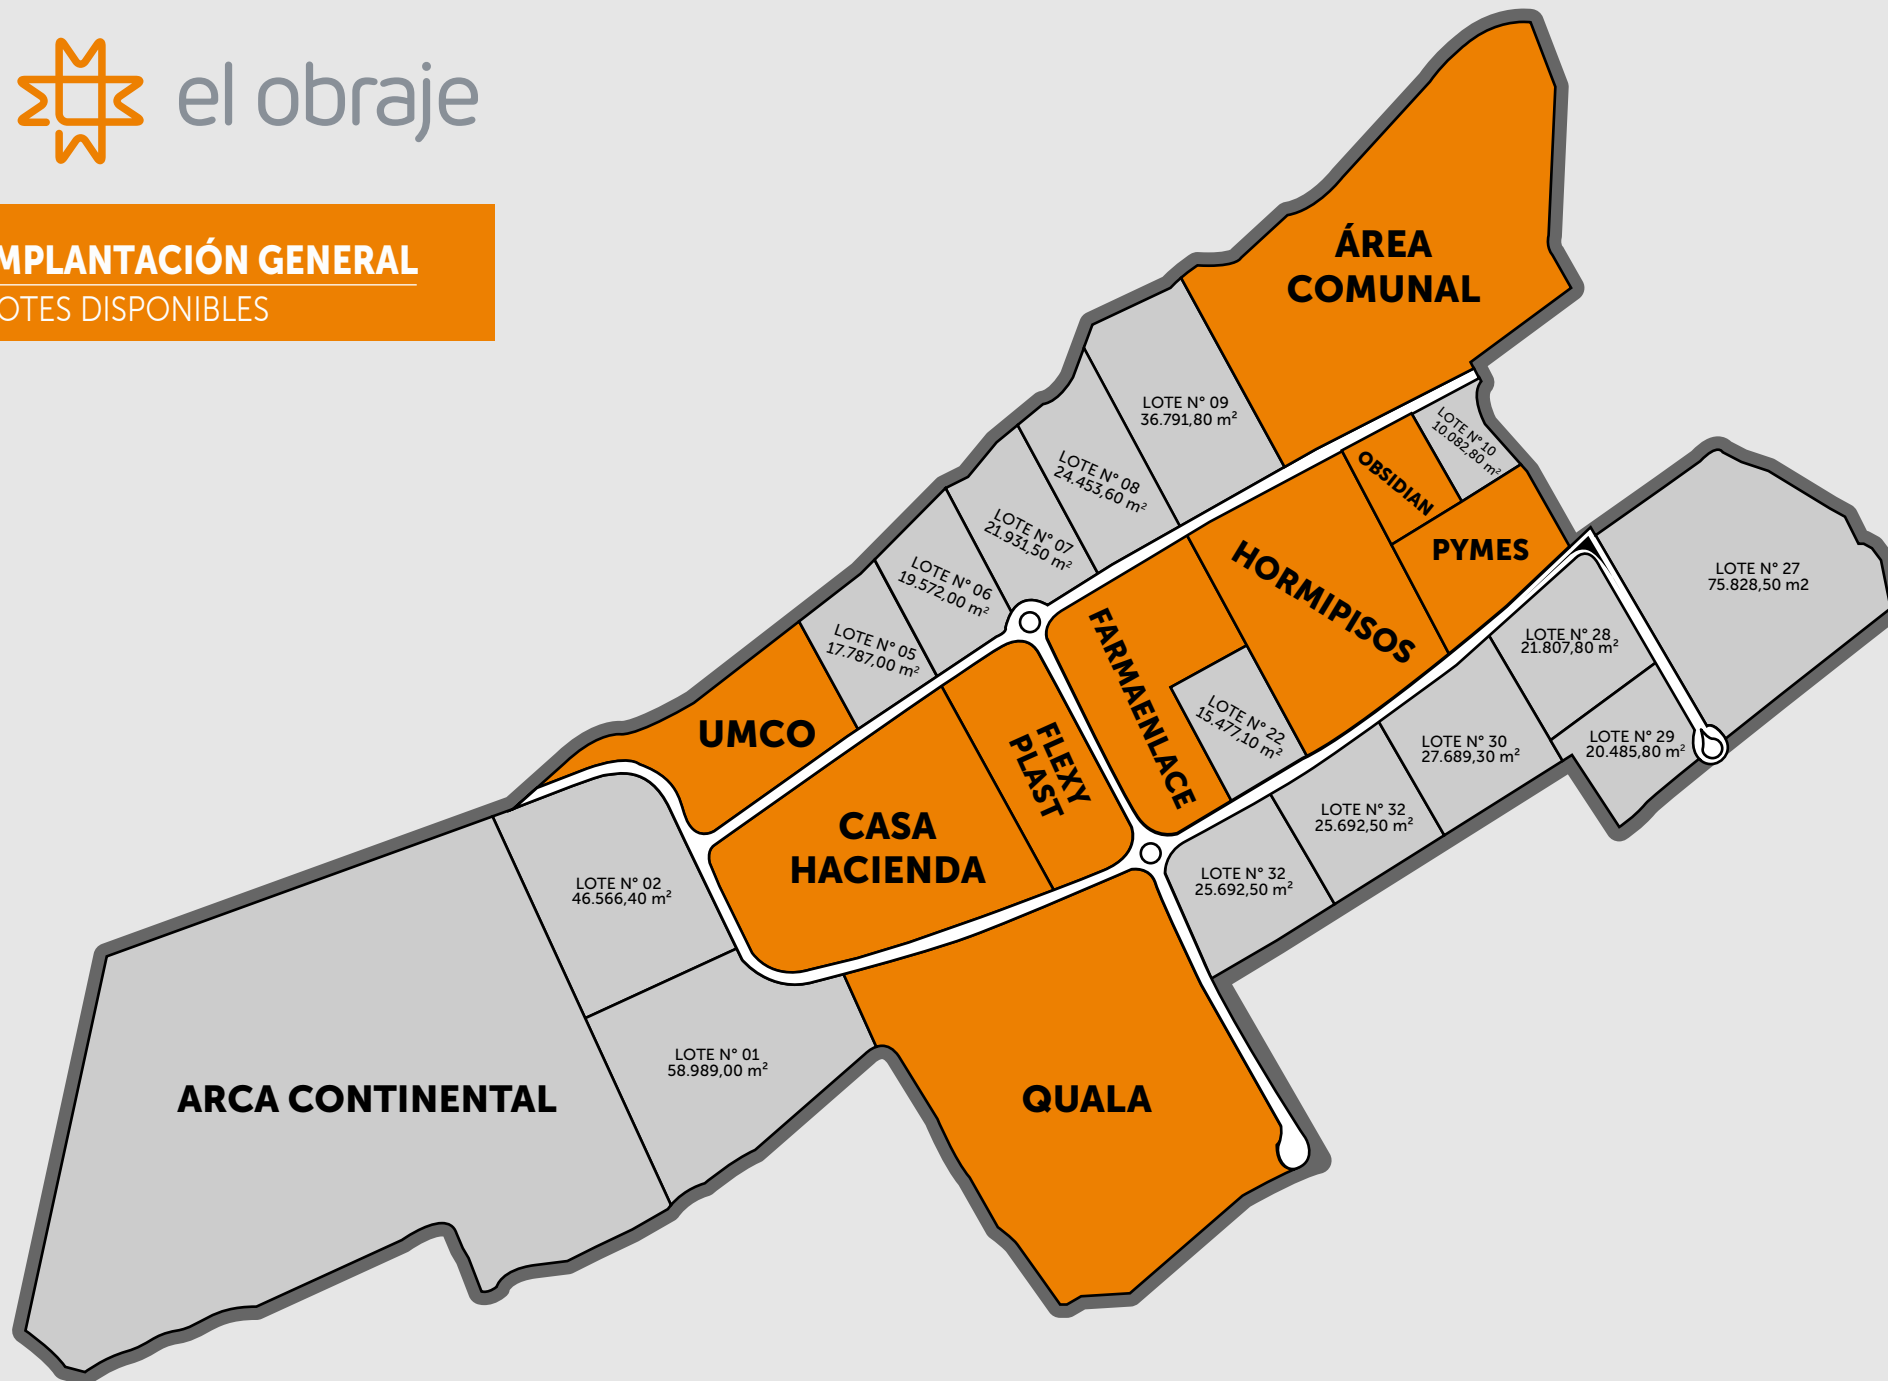 el obraje
MPLANTACIÓN GENERAL
OTES DISPONIBLES
ÁREA
COMUNAL
LOTE N° 09
36.791,80 m²
LOTE N° 10
10.082,80 m²
LOTE N° 08
24.453,60 m²
OBSIDIAN
LOTE N° 07
21.931,50 m²
PYMES
HORMIPISOS
LOTE N° 27
75.828,50 m2
LOTE N° 06
19.572,00 m²
LOTE N° 05
17.787,00 m²
LOTE N° 28
21.807,80 m²
FARMAENLACE
UMCO
LOTE N° 22
15.477,10 m²
FLEXY
PLAST
LOTE N° 30
27.689,30 m²
LOTE N° 29
20.485,80 m²
CASA
HACIENDA
LOTE N° 32
25.692,50 m²
LOTE N° 32
25.692,50 m²
LOTE N° 02
46.566,40 m²
LOTE N° 01
58.989,00 m²
ARCA CONTINENTAL
QUALA